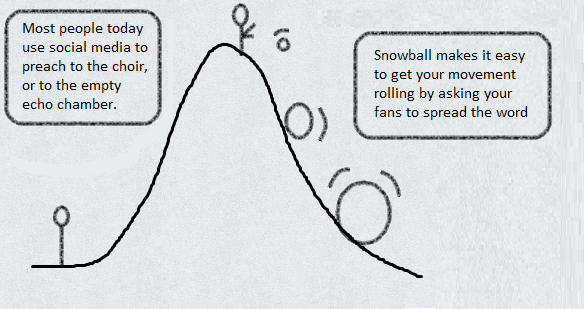 Most people today
use social media to
preach to the choir,
or to the empty
echo chamber.
Snowball makes it easy
to get your movement
rolling by asking your
fans to spread the word